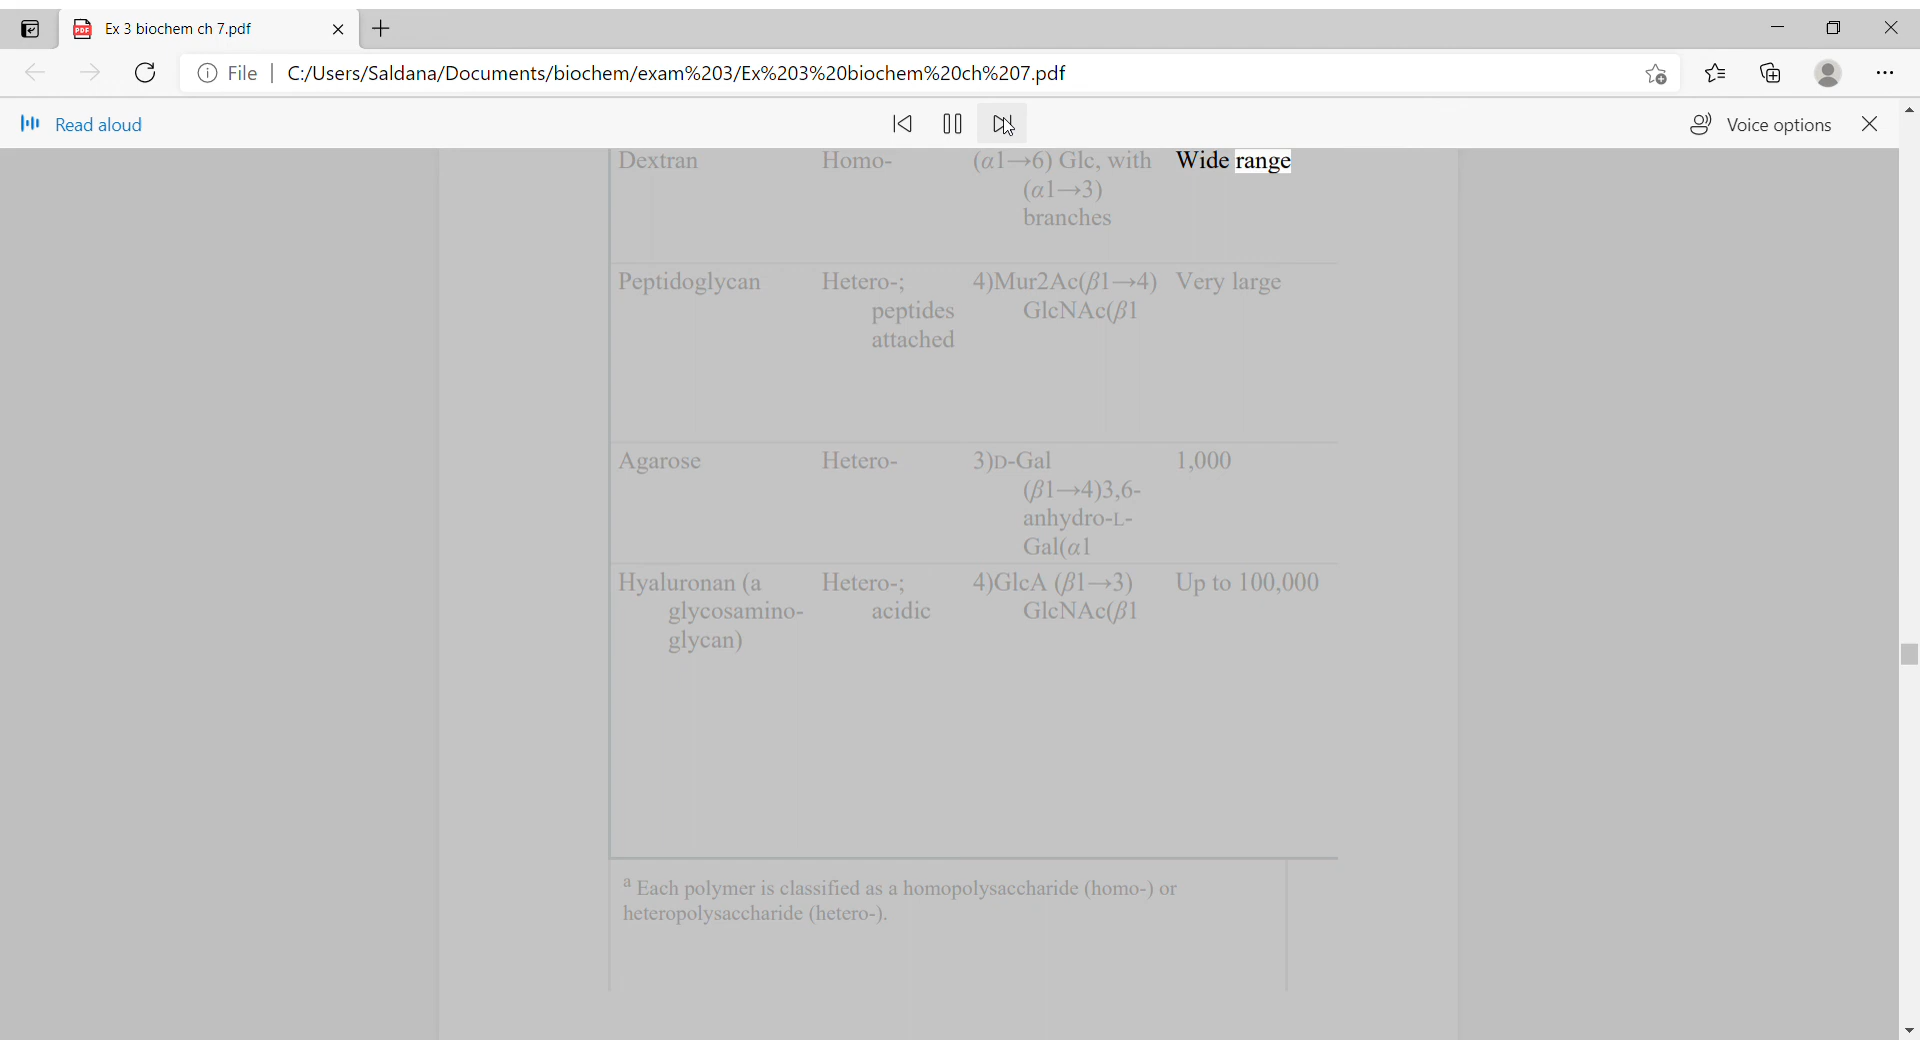 Ex 3 biochem ch 7.pdf
File | C:/Users/Saldana/Documents/biochem/exam%203/Ex%203%20biochem%20ch%207.pdf
Read aloud
Voice options
Dextran Homo- (α1→6) Glc, with Wide range
(α1→3)
branches
Peptidoglycan Hetero-; 4)Mur2Ac(β1→4) Very large
peptides GlcNAc(β1
attached
Agarose Hetero- 3)D-Gal 1,000
(β1→4)3,6-
anhydro-L-
Gal(α1
Hyaluronan (a Hetero-; 4)GlcA (β1→3) Up to 100,000
glycosamino- acidic GlcNAc(β1
glycan)
a Each polymer is classified as a homopolysaccharide (homo-) or
heteropolysaccharide (hetero-).